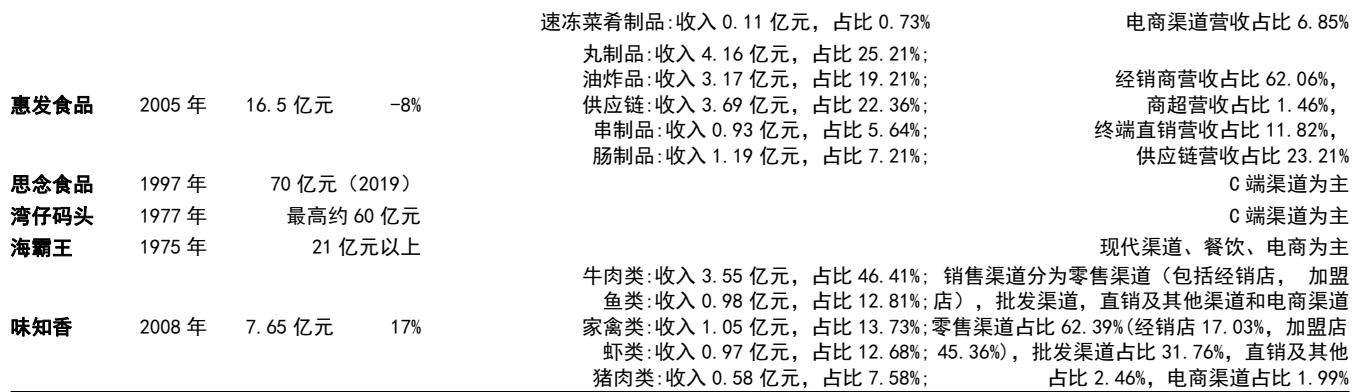 速冻菜肴制品:收入 0.11 亿元，占比 0.73% 电商渠道营收占比 6.85%
丸制品:收入 4.16 亿元，占比 25.21%;
油炸品:收入 3.17 亿元，占比 19.21%; 经销商营收占比 62.06%，
惠发食品 2005 年 16.5 亿元 -8% 供应链:收入 3.69 亿元，占比 22.36%; 商超营收占比 1.46%，
串制品:收入 0.93 亿元，占比 5.64%; 终端直销营收占比 11.82%，
肠制品:收入 1.19 亿元，占比 7.21%; 供应链营收占比 23.21%
思念食品 1997 年 70 亿元（2019） C 端渠道为主
湾仔码头 1977 年 最高约 60 亿元 C 端渠道为主
海霸王 1975 年 21 亿元以上 现代渠道、餐饮、电商为主
牛肉类:收入 3.55 亿元，占比 46.41%; 销售渠道分为零售渠道（包括经销店， 加盟
鱼类:收入 0.98 亿元，占比 12.81%; 店），批发渠道，直销及其他渠道和电商渠道
味知香 2008 年 7.65 亿元 17% 家禽类:收入 1.05 亿元，占比 13.73%; 零售渠道占比 62.39%(经销店 17.03%，加盟店
虾类:收入 0.97 亿元，占比 12.68%; 45.36%)，批发渠道占比 31.76%，直销及其他
猪肉类:收入 0.58 亿元，占比 7.58%; 占比 2.46%，电商渠道占比 1.99%